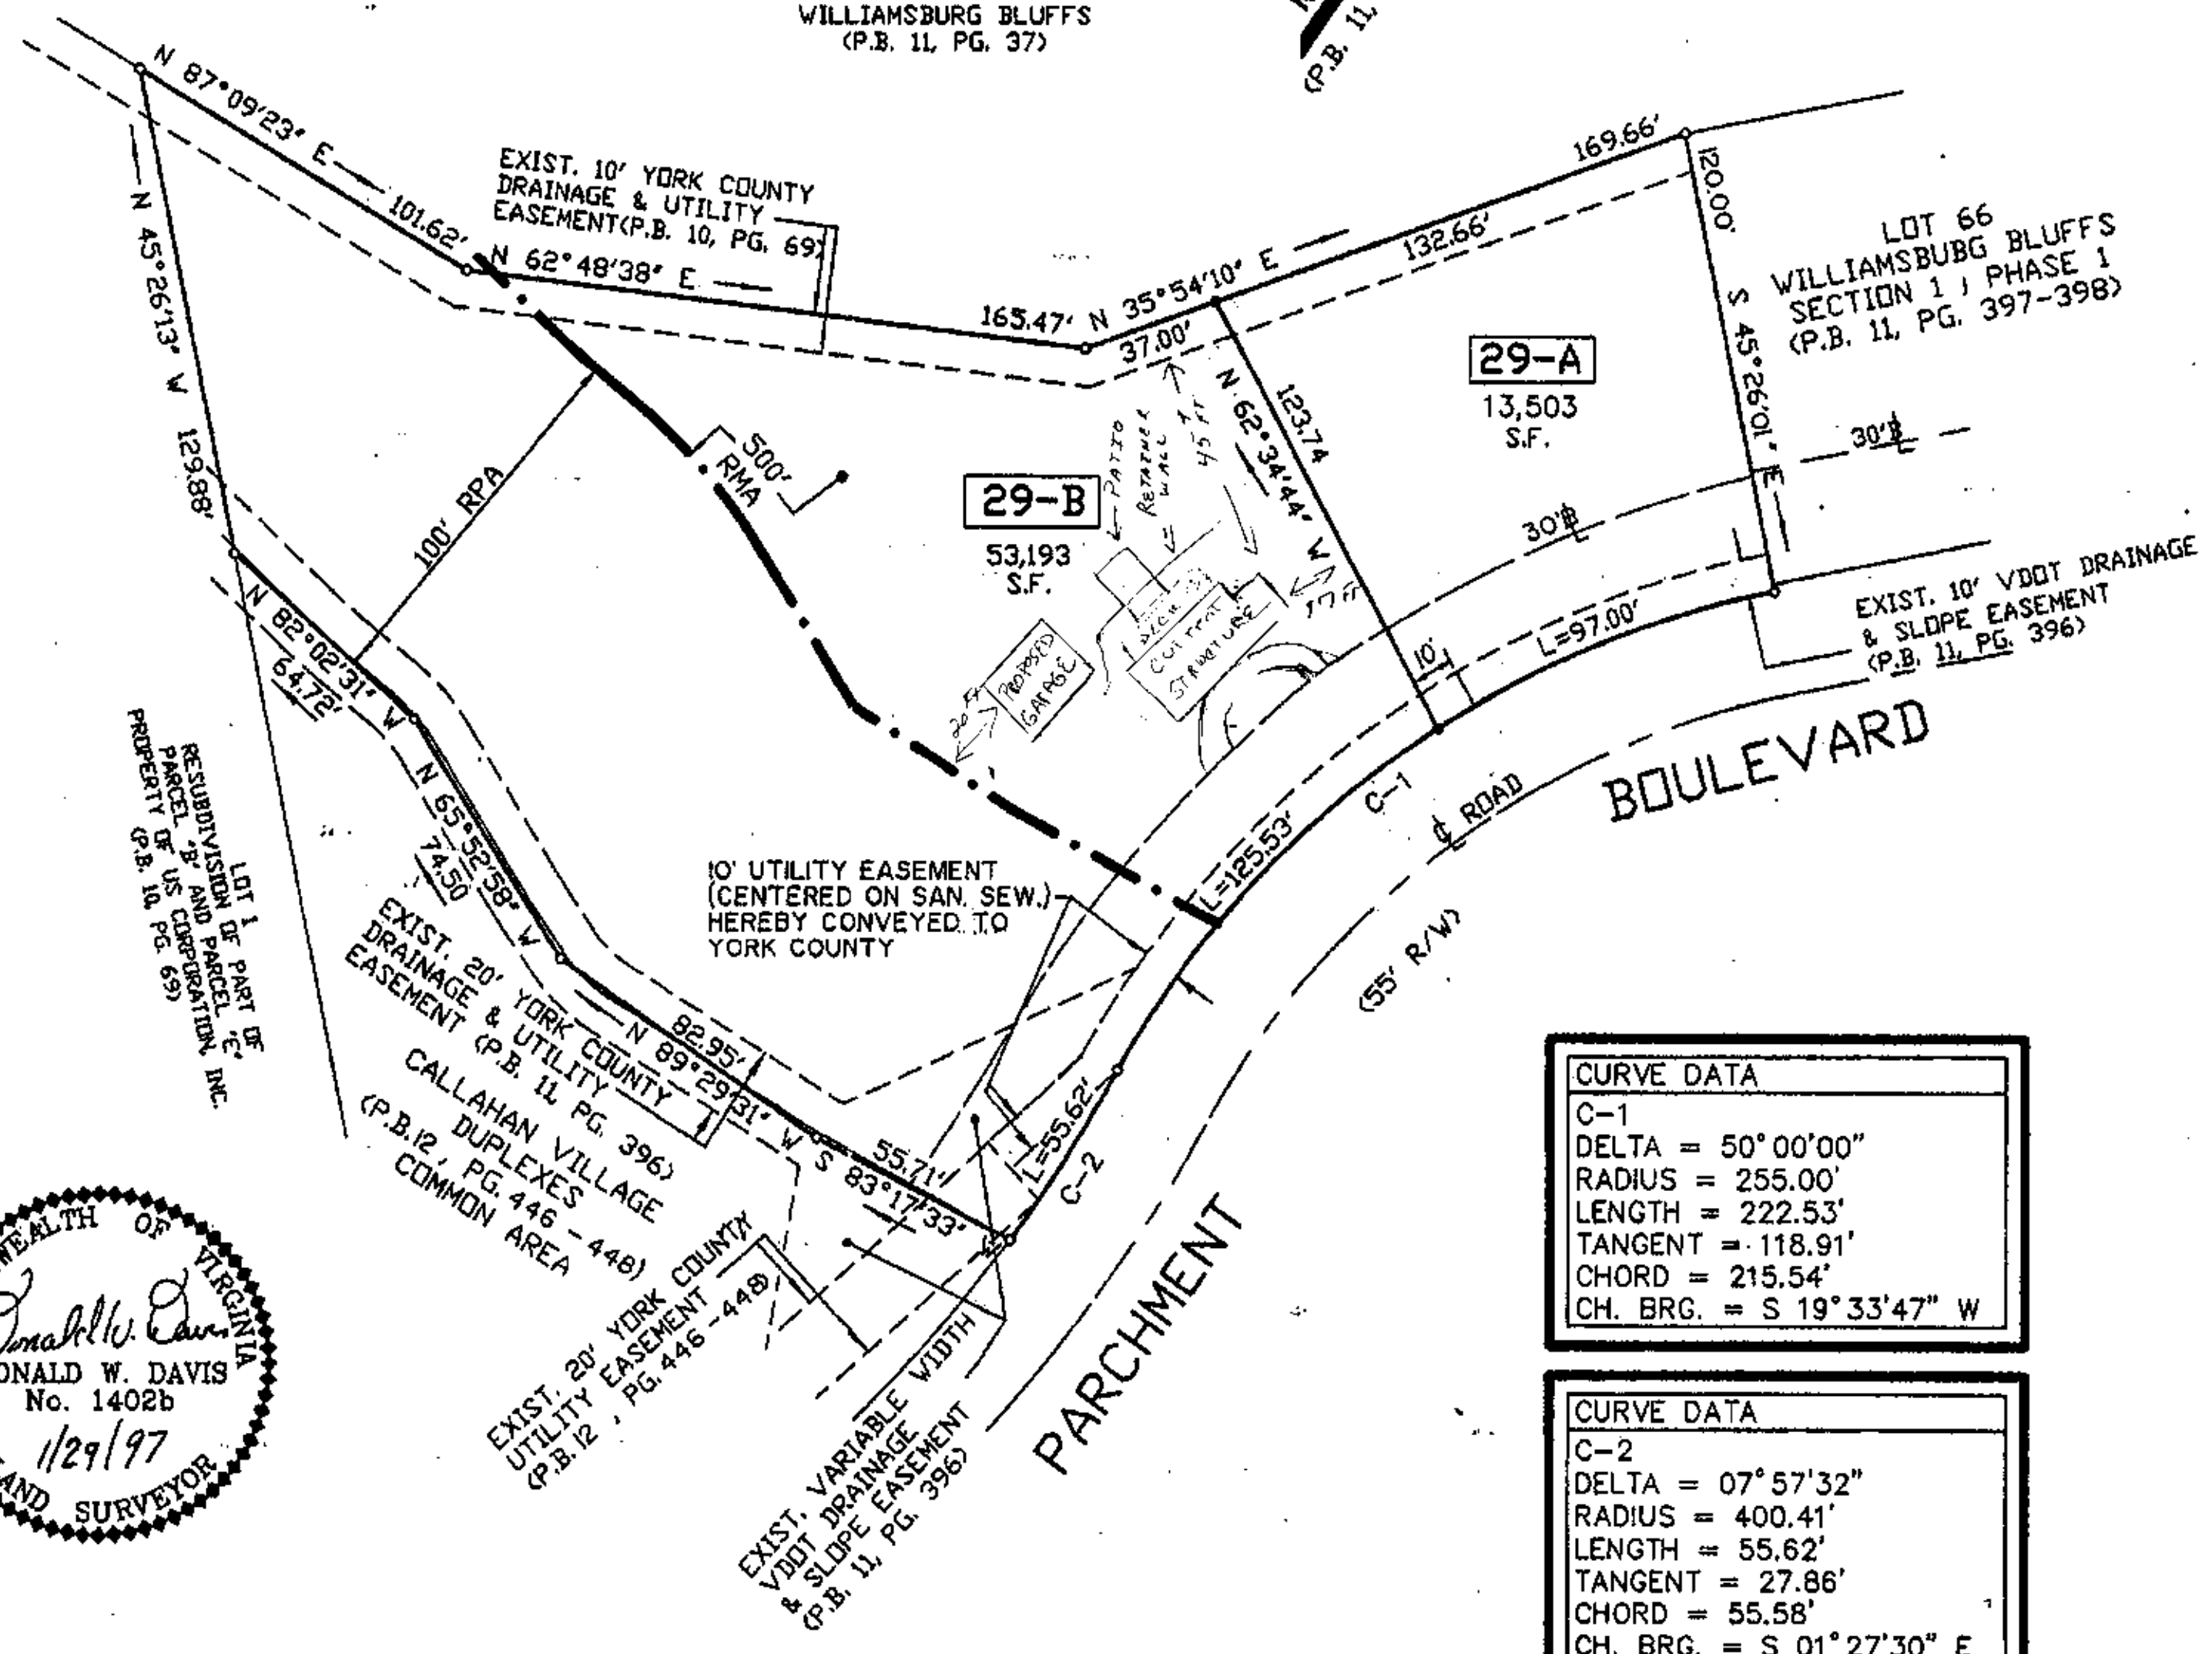 WILLIAMSBURG BLUFFS
(P.B. 11, PG. 37)
(P.B. 11,
N 87°09'23" E
101.62'
EXIST. 10' YORK COUNTY
DRAINAGE & UTILITY
EASEMENT(P.B. 10, PG. 69)
N 62°48'38" E
165.47'
N 35°54'10" E
37.00'
132.66'
169.66'
120.00'
S 45°26'01" E
LOT 66
WILLIAMSBUBG BLUFFS
SECTION 1, PHASE 1
(P.B. 11, PG. 397-398)
N 45°26'13" W 129.88'
29-A
13,503
S.F.
30'BL
30'BL
123.74
N 62°34'44" W
500'
RMA
100' RPA
29-B
53,193
S.F.
PATIO
RETAINER
WALL
45 FT
17 FT
DECK
CURRENT
STRUCTURE
PROPOSED
GARAGE
20 FT
10'
L=97.00'
EXIST. 10' VDOT DRAINAGE
& SLOPE EASEMENT
(P.B. 11, PG. 396)
N 82°02'31" W
64.72'
C-1
L=125.53'
℄ ROAD
BOULEVARD
(55' R/W)
LOT 1
RESUBDIVISION OF PART OF
PARCEL "B" AND PARCEL "E"
PROPERTY OF US CORPORATION, INC.
(P.B. 10, PG. 69)
N 65°52'58" W
74.50
10' UTILITY EASEMENT
(CENTERED ON SAN. SEW.)
HEREBY CONVEYED TO
YORK COUNTY
EXIST. 20' YORK COUNTY
DRAINAGE & UTILITY
EASEMENT (P.B. 11, PG. 396)
82.95'
N 89°29'31" W
CALLAHAN VILLAGE
DUPLEXES
(P.B.12, PG. 446-448)
COMMON AREA
55.71'
S 83°17'33"
L=55.62'
C-2
PARCHMENT
EXIST. 20' YORK COUNTY
UTILITY EASEMENT
(P.B.12, PG. 446-448)
EXIST. VARIABLE WIDTH
VDOT DRAINAGE
& SLOPE EASEMENT
(P.B. 11, PG. 396)
WEALTH OF VIRGINIA
Donald W. Davis
ONALD W. DAVIS
No. 1402b
1/29/97
AND SURVEYOR
CURVE DATA
C-1
DELTA = 50°00'00"
RADIUS = 255.00'
LENGTH = 222.53'
TANGENT = 118.91'
CHORD = 215.54'
CH. BRG. = S 19°33'47" W
CURVE DATA
C-2
DELTA = 07°57'32"
RADIUS = 400.41'
LENGTH = 55.62'
TANGENT = 27.86'
CHORD = 55.58'
CH. BRG. = S 01°27'30" E